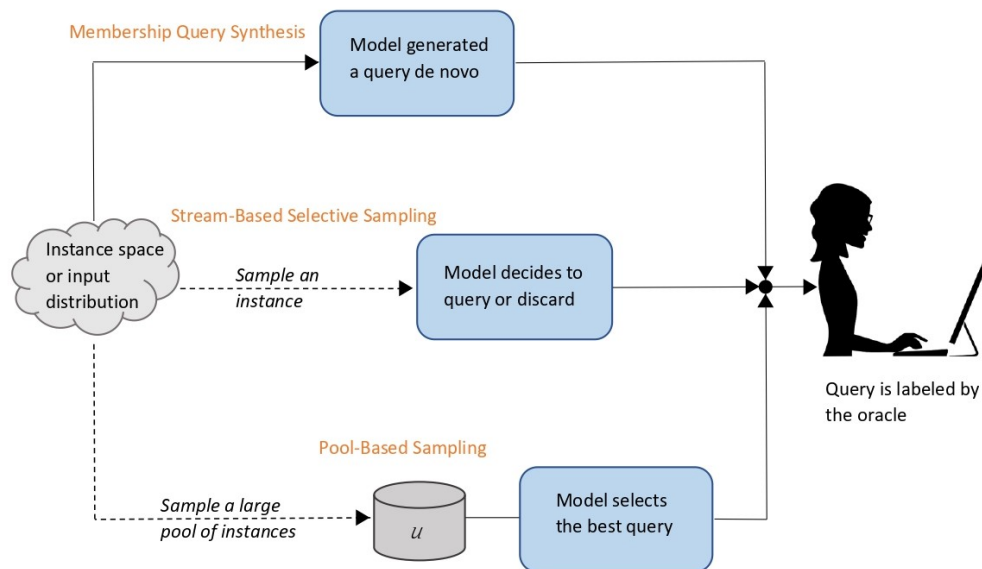 Membership Query Synthesis
Model generated
a query de novo
Stream-Based Selective Sampling
Instance space
or input
distribution
Sample an
instance
Model decides to
query or discard
Query is labeled by
the oracle
Pool-Based Sampling
Sample a large
pool of instances
u
Model selects
the best query